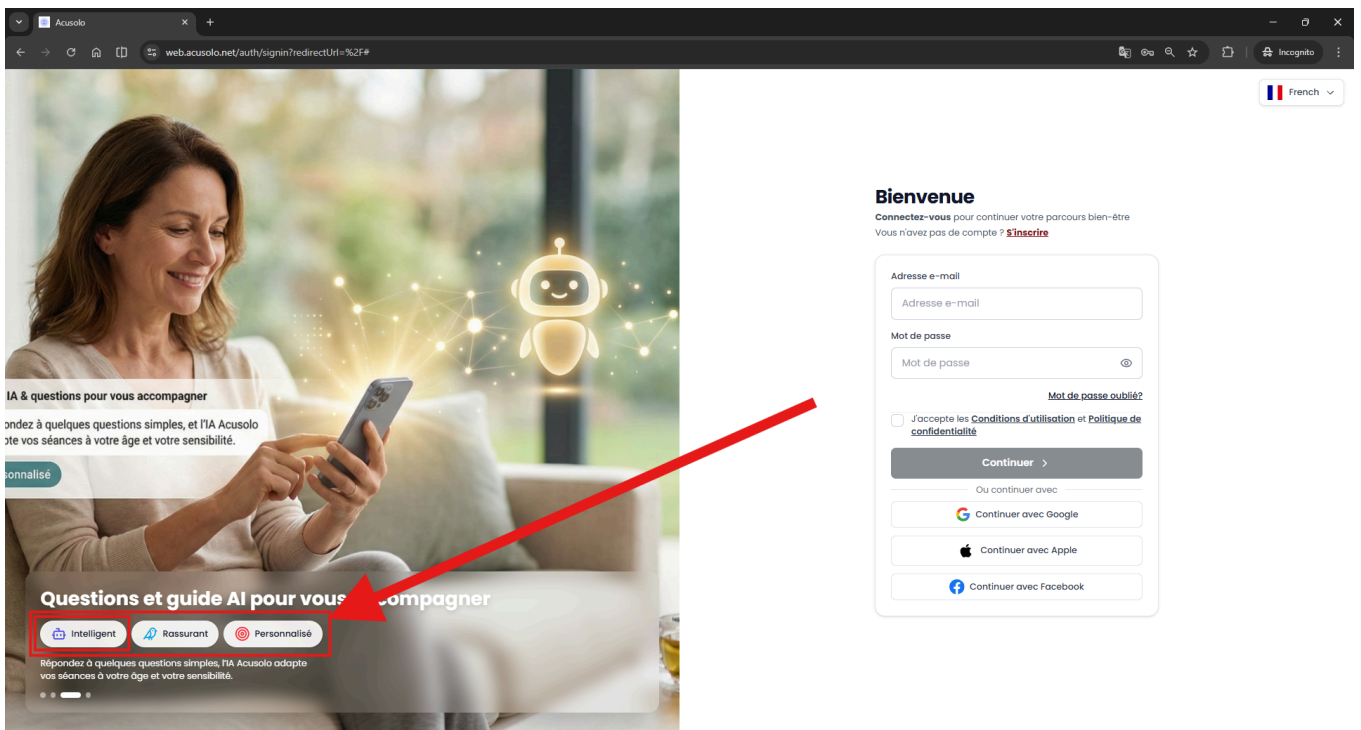 Acusolo
web.acusolo.net/auth/signin?redirectUrl=%2F#
Incognito
French
IA & questions pour vous accompagner
ondez à quelques questions simples, et l'IA Acusolo
pte vos séances à votre âge et votre sensibilité.
sonnalisé
Questions et guide AI pour vous compagner
Intelligent
Rassurant
Personnalisé
Répondez à quelques questions simples, l'IA Acusolo adapte
vos séances à votre âge et votre sensibilité.
Bienvenue
Connectez-vous pour continuer votre parcours bien-être
Vous n'avez pas de compte ? S'inscrire
Adresse e-mail
Adresse e-mail
Mot de passe
Mot de passe
Mot de passe oublié?
J'accepte les Conditions d'utilisation et Politique de
confidentialité
Continuer >
Ou continuer avec
Continuer avec Google
Continuer avec Apple
Continuer avec Facebook